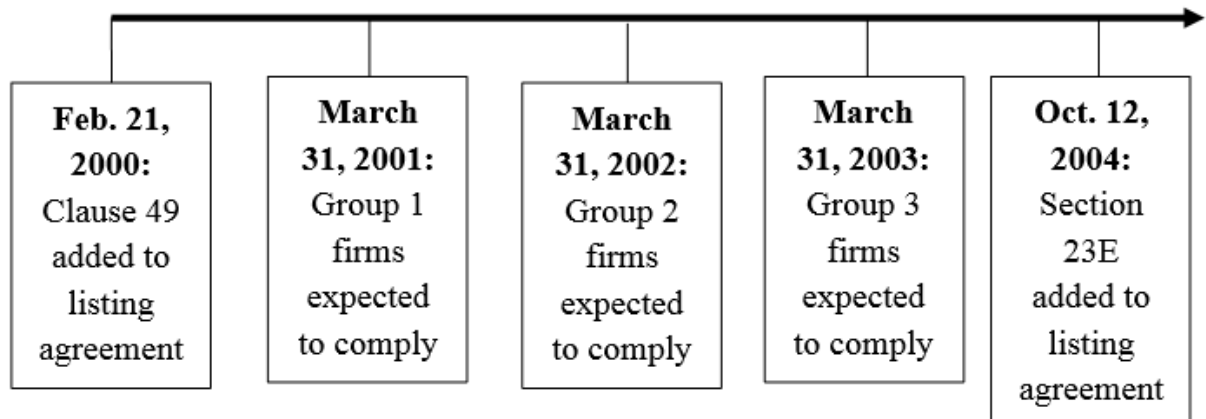 Feb. 21,
2000:
Clause 49
added to
listing
agreement
March
31, 2001:
Group 1
firms
expected
to comply
March
31, 2002:
Group 2
firms
expected
to comply
March
31, 2003:
Group 3
firms
expected
to comply
Oct. 12,
2004:
Section
23E
added to
listing
agreement